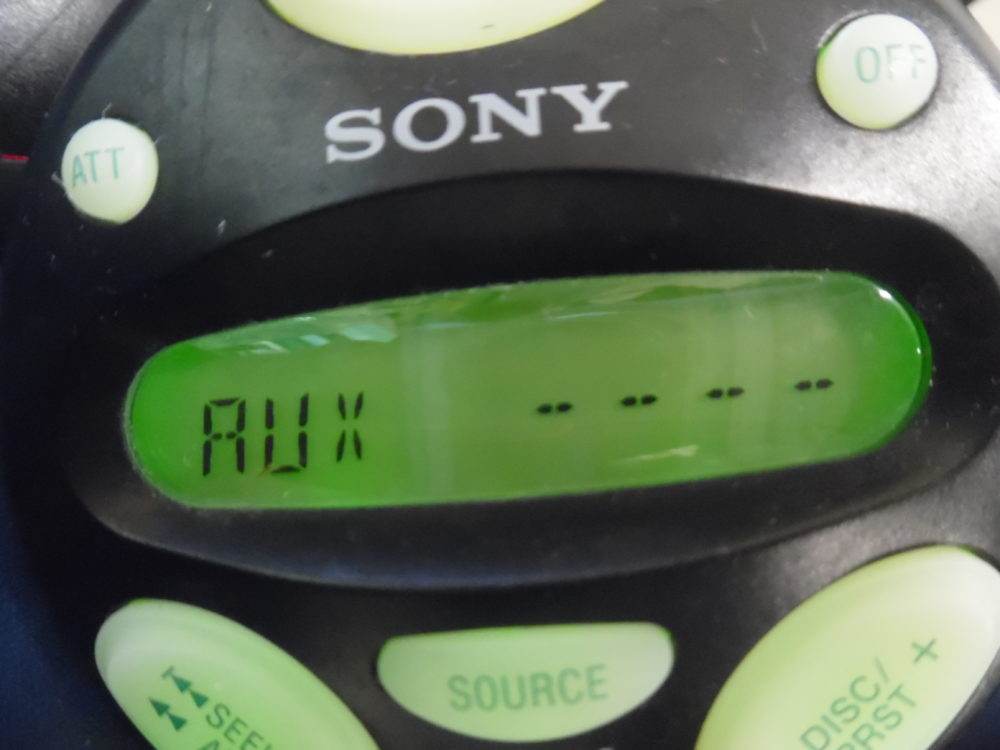 OFF
SONY
ATT
AUX -- -- -- --
SOURCE
DISC/
+